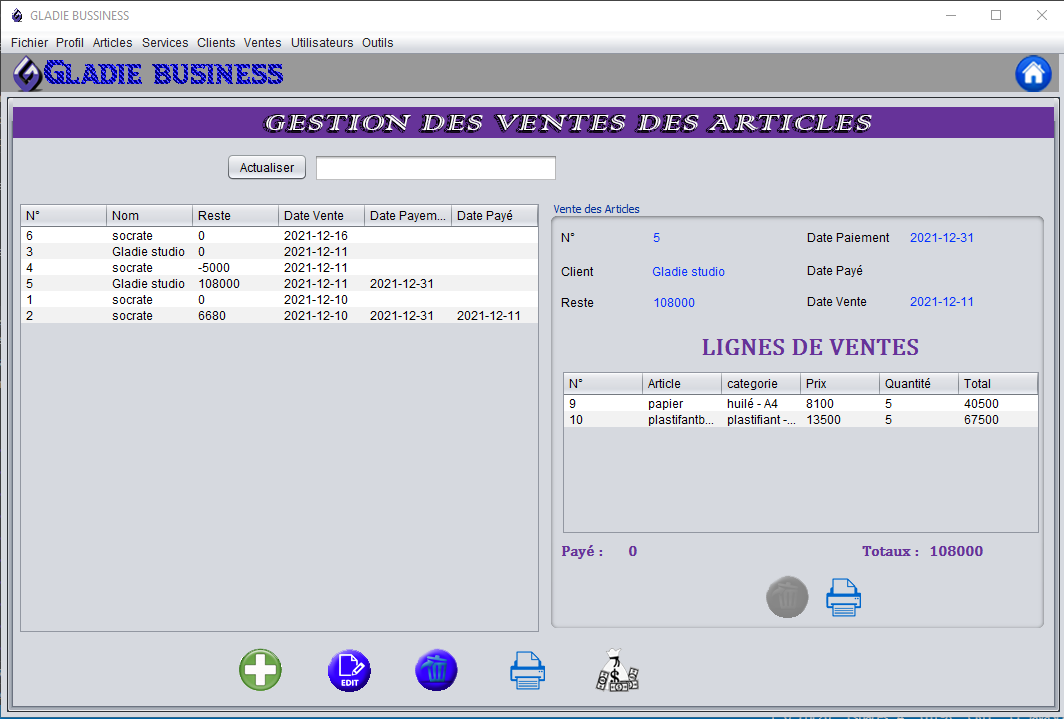 GLADIE BUSSINESS
Fichier Profil Articles Services Clients Ventes Utilisateurs Outils
GLADIE BUSINESS
GESTION DES VENTES DES ARTICLES
Actualiser
N° Nom Reste Date Vente Date Payem... Date Payé
6 socrate 0 2021-12-16
3 Gladie studio 0 2021-12-11
4 socrate -5000 2021-12-11
5 Gladie studio 108000 2021-12-11 2021-12-31
1 socrate 0 2021-12-10
2 socrate 6680 2021-12-10 2021-12-31 2021-12-11
Vente des Articles
N° 5 Date Paiement 2021-12-31
Client Gladie studio Date Payé
Reste 108000 Date Vente 2021-12-11
LIGNES DE VENTES
N° Article categorie Prix Quantité Total
9 papier huilé - A4 8100 5 40500
10 plastifantb... plastifiant -... 13500 5 67500
Payé : 0 Totaux : 108000
EDIT
$